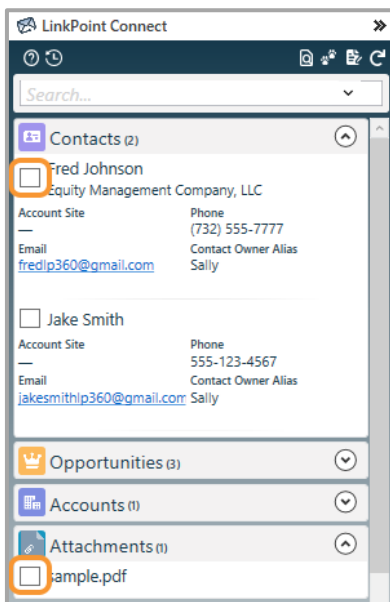 LinkPoint Connect
Search...
Contacts (2)
Fred Johnson
Equity Management Company, LLC
Account Site Phone
— (732) 555-7777
Email Contact Owner Alias
fredlp360@gmail.com Sally
Jake Smith
Account Site Phone
— 555-123-4567
Email Contact Owner Alias
jakesmithlp360@gmail.com Sally
Opportunities (3)
Accounts (1)
Attachments (1)
sample.pdf